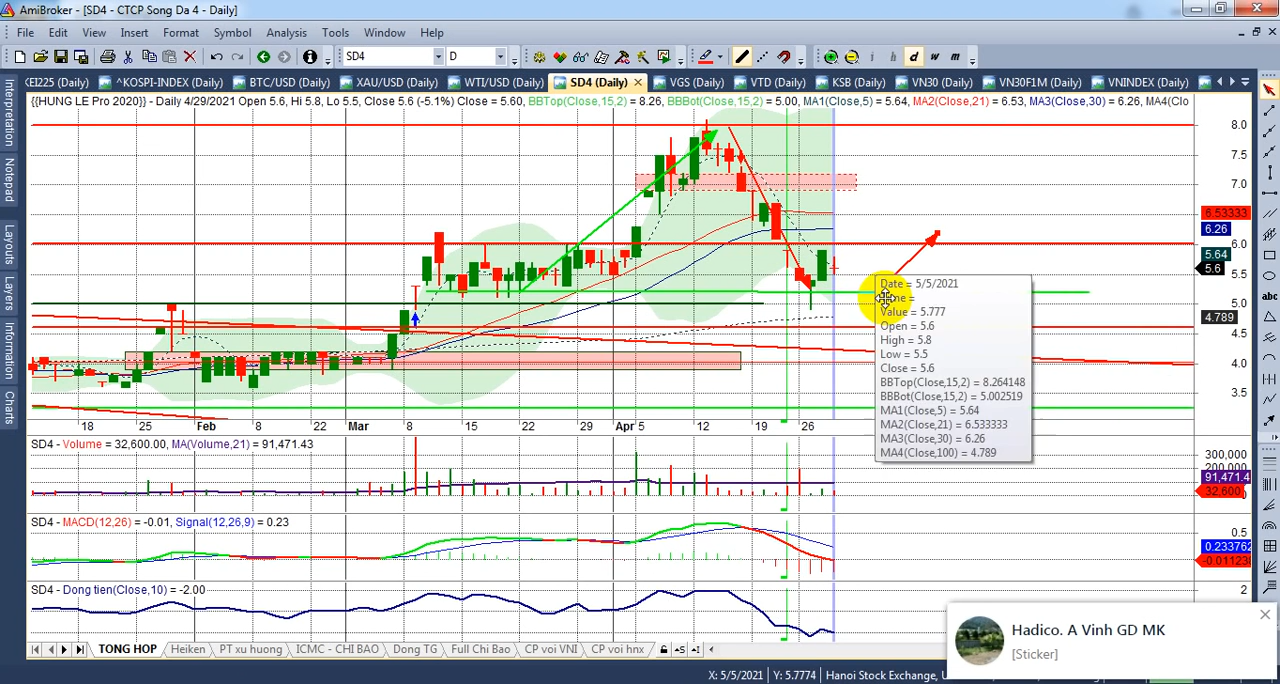 AmiBroker - [SD4 - CTCP Song Da 4 - Daily]
File Edit View Insert Format Symbol Analysis Tools Window Help
SD4 D i h d w m
KEI225 (Daily) ^KOSPI-INDEX (Daily) BTC/USD (Daily) XAU/USD (Daily) WTI/USD (Daily) SD4 (Daily) VGS (Daily) VTD (Daily) KSB (Daily) VN30 (Daily) VN30F1M (Daily) VNINDEX (Daily)
{{HUNG LE Pro 2020}} - Daily 4/29/2021 Open 5.6, Hi 5.8, Lo 5.5, Close 5.6 (-5.1%) Close = 5.60, BBTop(Close,15,2) = 8.26, BBBot(Close,15,2) = 5.00, MA1(Close,5) = 5.64, MA2(Close,21) = 6.53, MA3(Close,30) = 6.26, MA4(Clo
Interpretation
Notepad
Layouts
Layers
Information
Charts
abc
8.0
7.5
7.0
6.53333
6.26
6.0
5.64
5.6
5.5
5.0
4.789
4.5
4.0
3.5
Date = 5/5/2021
Value = 5.777
Open = 5.6
High = 5.8
Low = 5.5
Close = 5.6
BBTop(Close,15,2) = 8.264148
BBBot(Close,15,2) = 5.002519
MA1(Close,5) = 5.64
MA2(Close,21) = 6.533333
MA3(Close,30) = 6.26
MA4(Close,100) = 4.789
18 25 Feb 8 22 Mar 8 15 22 29 Apr 5 12 19 26
SD4 - Volume = 32,600.00, MA(Volume,21) = 91,471.43
300,000
200,000
91,471.4
32,600
SD4 - MACD(12,26) = -0.01, Signal(12,26,9) = 0.23
0.5
0.233762
-0.01123
SD4 - Dong tien(Close,10) = -2.00
2
Hadico. A Vinh GD MK
[Sticker]
TONG HOP Heiken PT xu huong ICMC - CHI BAO Dong TG Full Chi Bao CP voi VNI CP voi hnx
X: 5/5/2021 Y: 5.7774 Hanoi Stock Exchange,